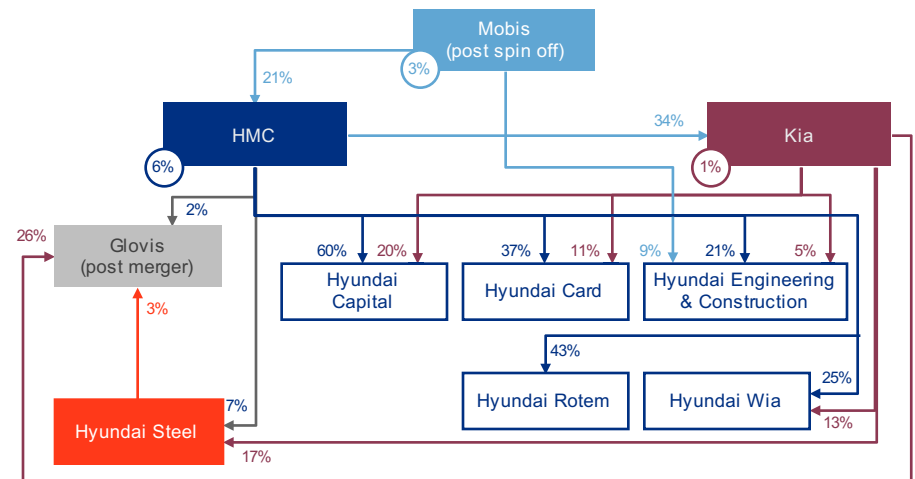 Mobis
(post spin off)
3%
21%
HMC
34%
Kia
6%
1%
2%
26%
Glovis
(post merger)
60%
20%
37%
11%
9%
21%
5%
Hyundai
Capital
Hyundai Card
Hyundai Engineering
& Construction
3%
43%
25%
7%
Hyundai Rotem
Hyundai Wia
13%
Hyundai Steel
17%